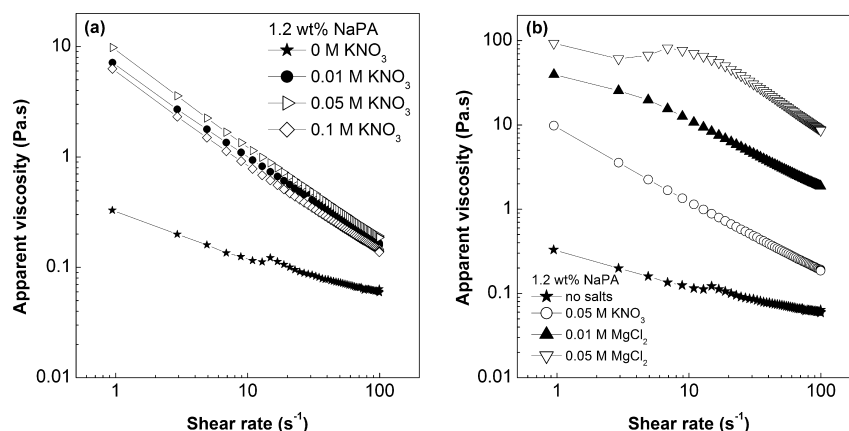 (a)
1.2 wt% NaPA
0 M KNO₃
0.01 M KNO₃
0.05 M KNO₃
0.1 M KNO₃
10
1
0.1
0.01
Apparent viscosity (Pa.s)
1
10
100
Shear rate (s⁻¹)
(b)
100
10
1
0.1
0.01
Apparent viscosity (Pa.s)
1.2 wt% NaPA
no salts
0.05 M KNO₃
0.01 M MgCl₂
0.05 M MgCl₂
1
10
100
Shear rate (s⁻¹)